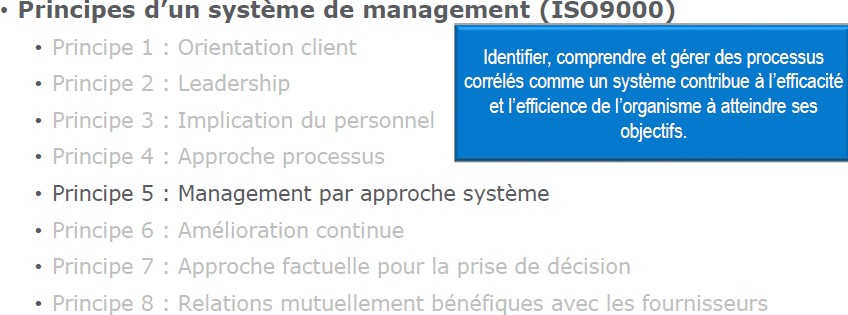 • Principes d’un système de management (ISO9000)
• Principe 1 : Orientation client
• Principe 2 : Leadership
• Principe 3 : Implication du personnel
• Principe 4 : Approche processus
• Principe 5 : Management par approche système
• Principe 6 : Amélioration continue
• Principe 7 : Approche factuelle pour la prise de décision
• Principe 8 : Relations mutuellement bénéfiques avec les fournisseurs
Identifier, comprendre et gérer des processus
corrélés comme un système contribue à l’efficacité
et l’efficience de l’organisme à atteindre ses
objectifs.